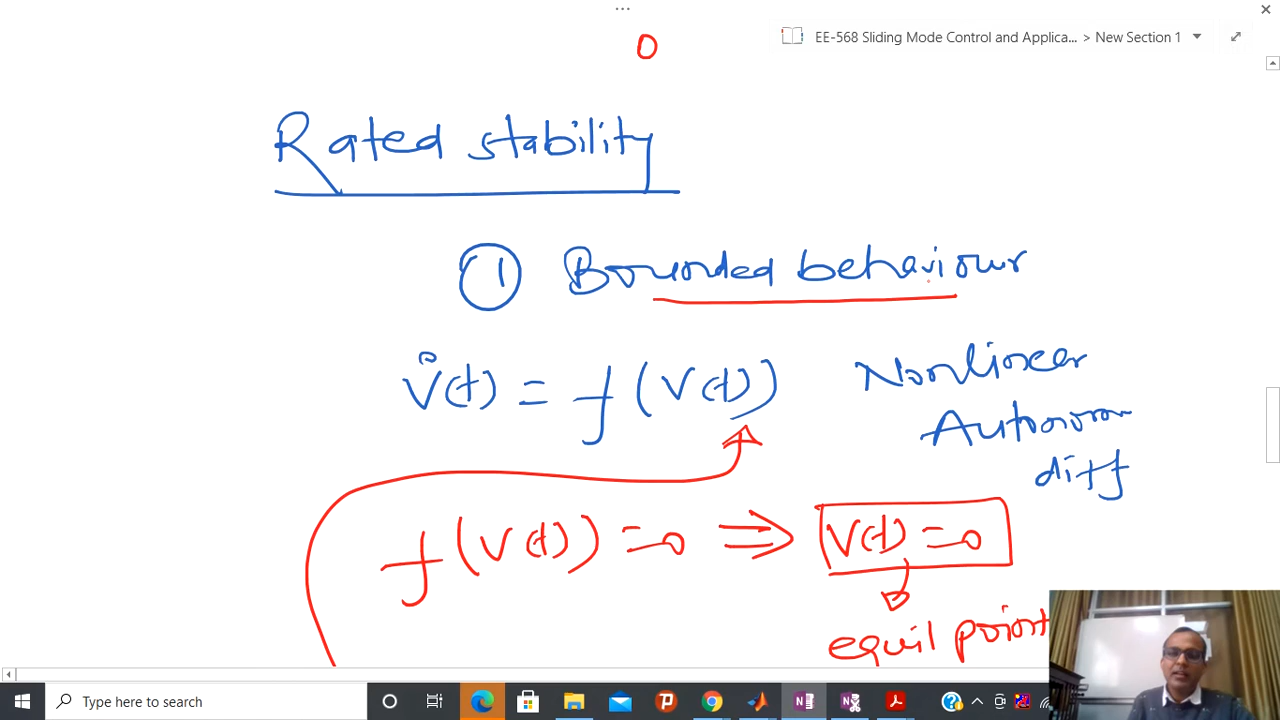 EE-568 Sliding Mode Control and Applica... > New Section 1
0
Rated stability
1 Bounded behaviour
V̊(t) = f(V(t)) Nonlinear
Autonom
diff
f(V(t)) = 0 ⇒ V(t) = 0
equil point
Type here to search